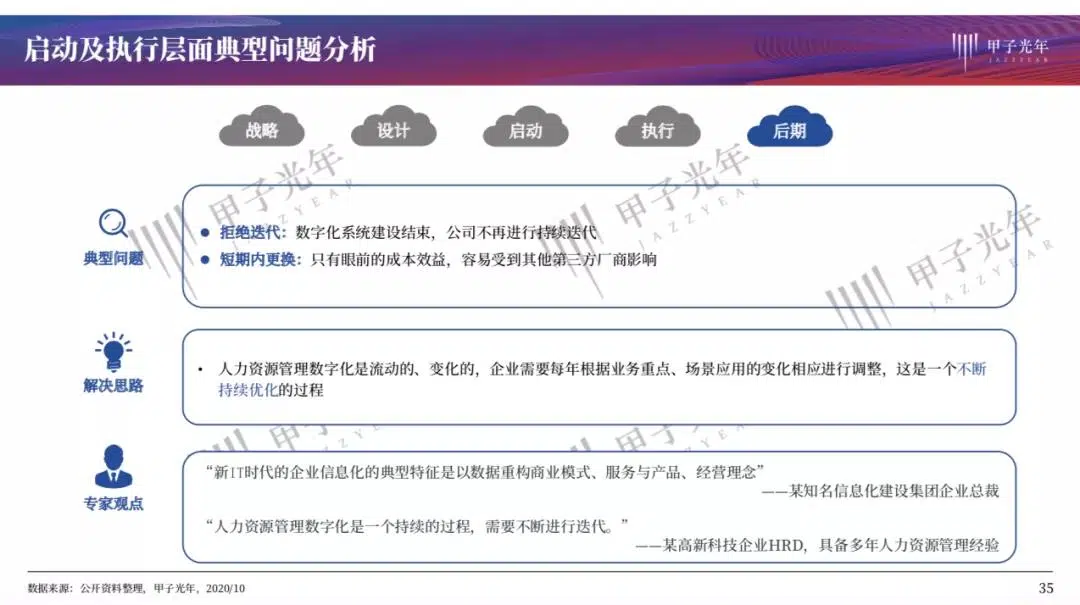 启动及执行层面典型问题分析
甲子光年
JAZZYEAR
战略
设计
启动
执行
后期
典型问题
● 拒绝迭代：数字化系统建设结束，公司不再进行持续迭代
● 短期内更换：只有眼前的成本效益，容易受到其他第三方厂商影响
解决思路
• 人力资源管理数字化是流动的、变化的，企业需要每年根据业务重点、场景应用的变化相应进行调整，这是一个不断
持续优化的过程
专家观点
“新IT时代的企业信息化的典型特征是以数据重构商业模式、服务与产品、经营理念”
——某知名信息化建设集团企业总裁
“人力资源管理数字化是一个持续的过程，需要不断进行迭代。”
——某高新科技企业HRD，具备多年人力资源管理经验
甲子光年
JAZZYEAR
甲子光年
JAZZYEAR
甲子光年
JAZZYEAR
数据来源：公开资料整理，甲子光年，2020/10
35